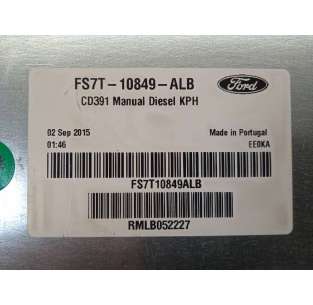 FS7T-10849-ALB
Ford
CD391 Manual Diesel KPH
02 Sep 2015
Made in Portugal
01:46
EE0KA
FS7T10849ALB
RMLB052227